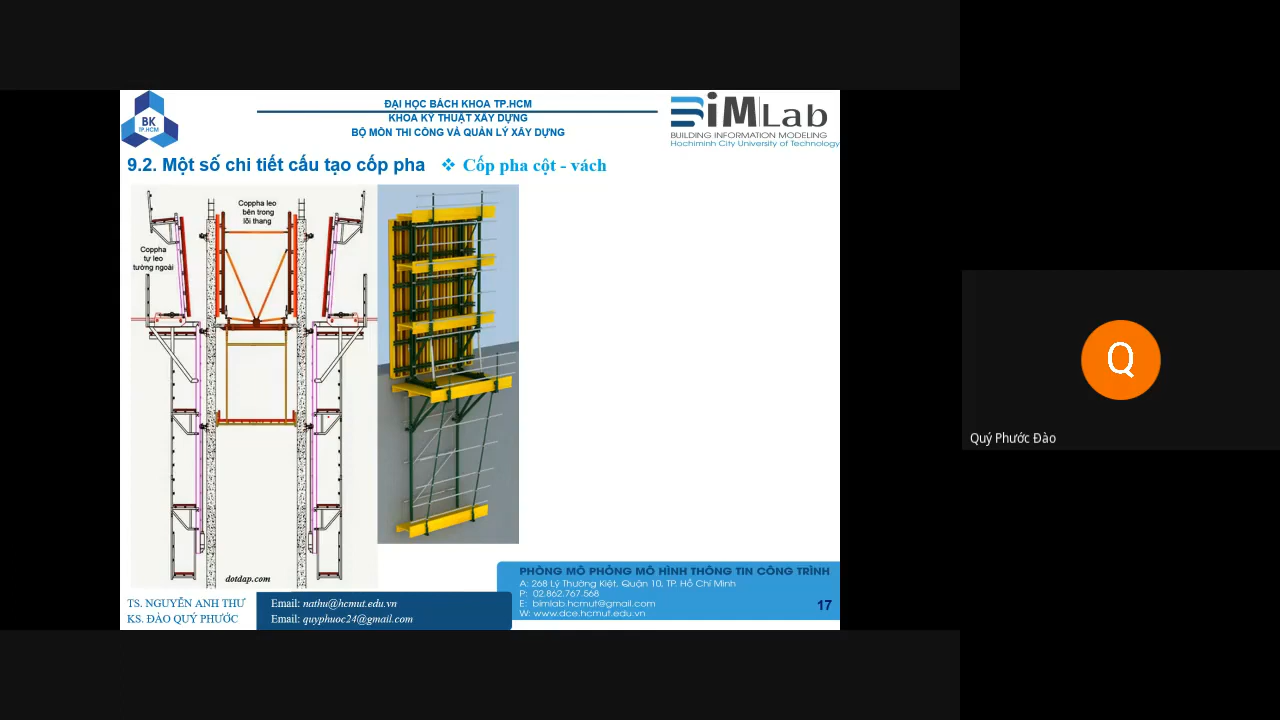 BK
TP.HCM
ĐẠI HỌC BÁCH KHOA TP.HCM
KHOA KỸ THUẬT XÂY DỰNG
BỘ MÔN THI CÔNG VÀ QUẢN LÝ XÂY DỰNG
BiMLab
BUILDING INFORMATION MODELING
Hochiminh City University of Technology
9.2. Một số chi tiết cấu tạo cốp pha ❖ Cốp pha cột - vách
Coppha leo
bên trong
lõi thang
Coppha
tự leo
tường ngoài
dotdap.com
TS. NGUYỄN ANH THƯ
KS. ĐÀO QUÝ PHƯỚC
Email: nathu@hcmut.edu.vn
Email: quyphuoc24@gmail.com
PHÒNG MÔ PHỎNG MÔ HÌNH THÔNG TIN CÔNG TRÌNH
A: 268 Lý Thường Kiệt, Quận 10, TP. Hồ Chí Minh
P: 02.862.767.568
E: bimlab.hcmut@gmail.com
W: www.dce.hcmut.edu.vn
17
Q
Quý Phước Đào